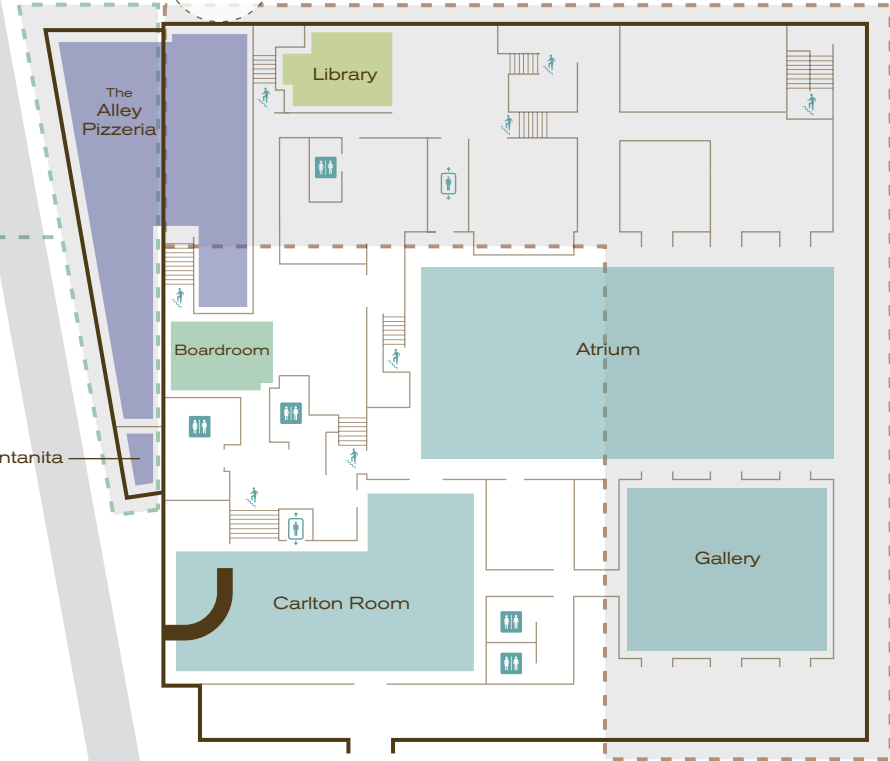 Library
The
Alley
Pizzeria
Boardroom
Atrium
ntanita
Gallery
Carlton Room